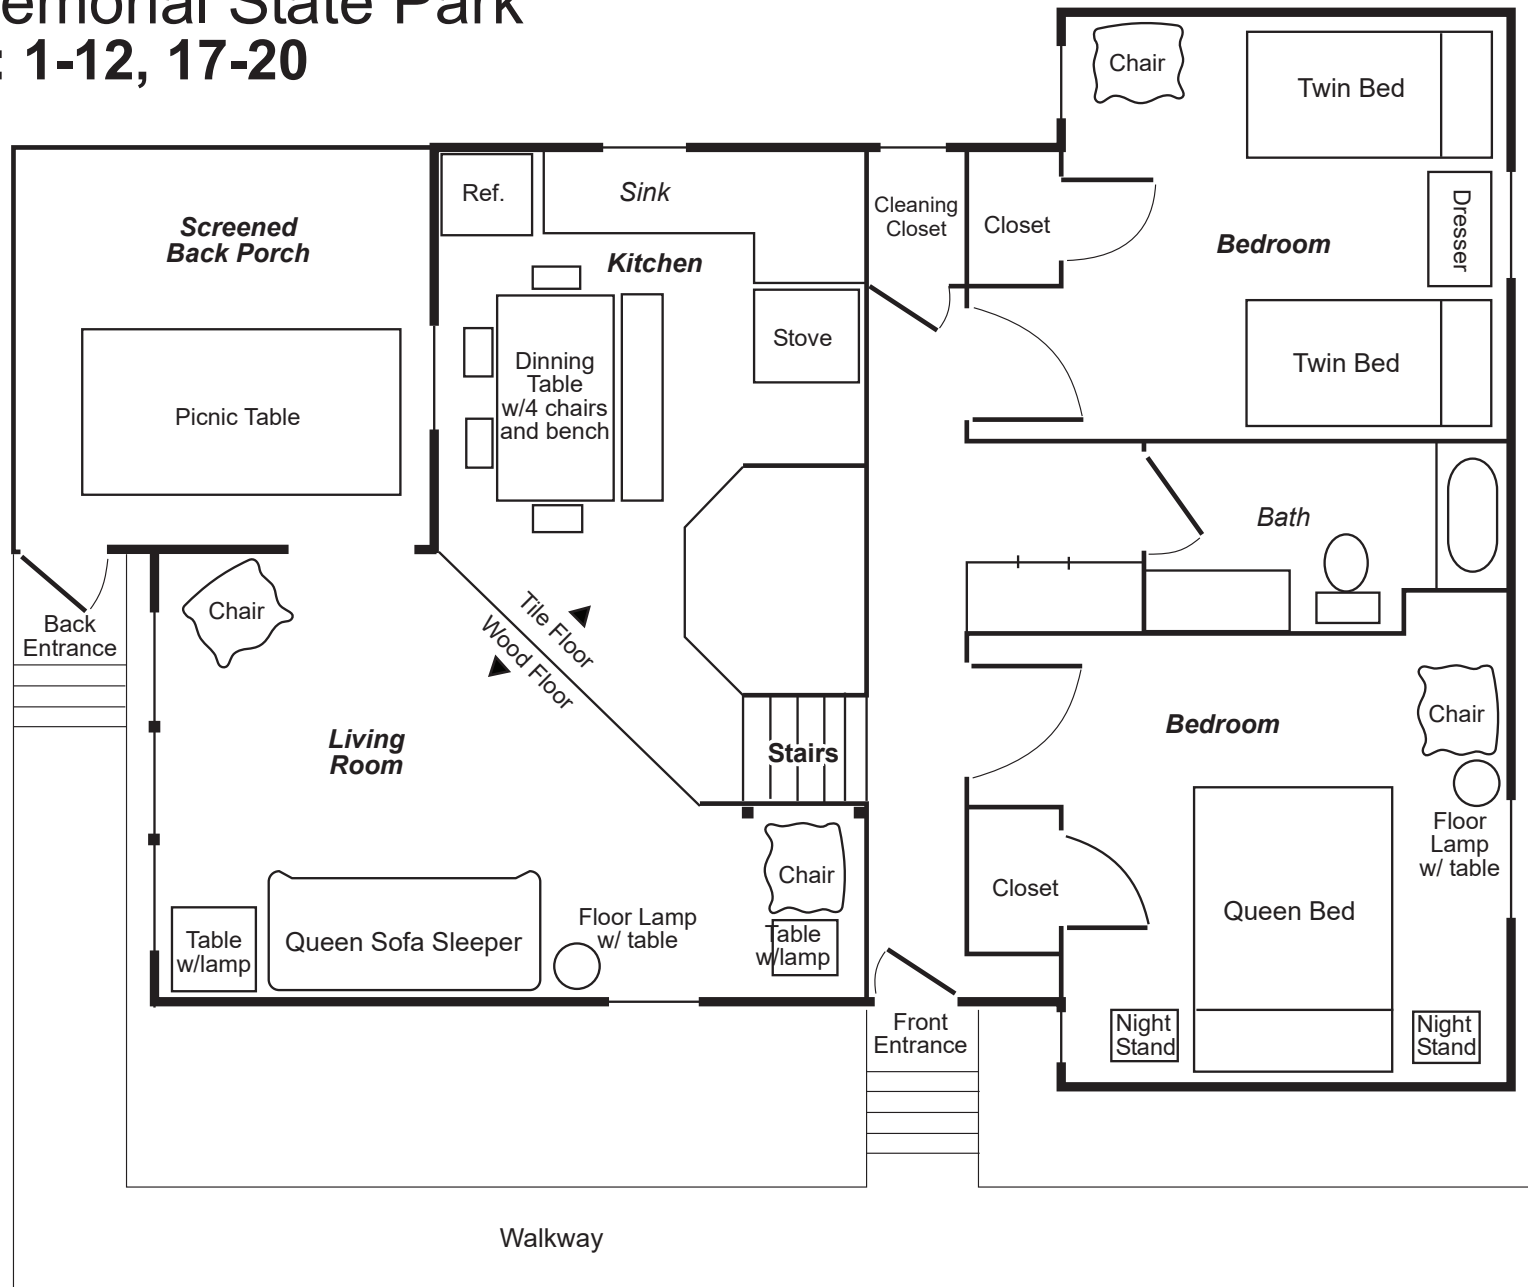 emorial State Park
: 1-12, 17-20
Chair
Twin Bed
Ref.
Sink
Cleaning
Closet
Closet
Dresser
Screened
Back Porch
Kitchen
Bedroom
Stove
Dinning
Table
w/4 chairs
and bench
Twin Bed
Picnic Table
Bath
Chair
Back
Entrance
Tile Floor
Wood Floor
Living
Room
Stairs
Bedroom
Chair
Floor
Lamp
w/ table
Chair
Closet
Queen Bed
Table
w/lamp
Queen Sofa Sleeper
Floor Lamp
w/ table
Table
w/lamp
Front
Entrance
Night
Stand
Night
Stand
Walkway